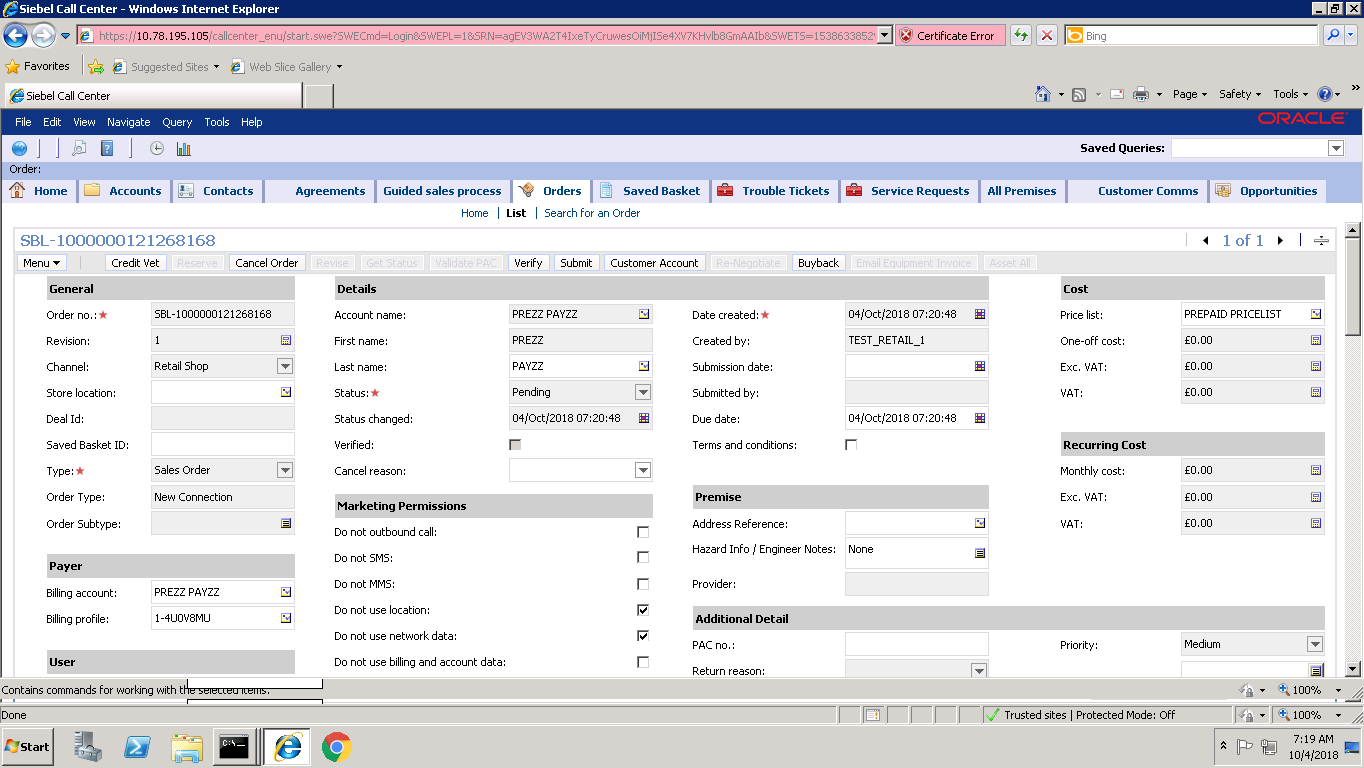 Siebel Call Center - Windows Internet Explorer
https://10.78.195.105/callcenter_enu/start.swe?SWECmd=Login&SWEPL=1&SRN=agEV3WA2T4IxeTyCruwesOiMjISe4XV7KHvlb8GmAAIb&SWETS=1538633852 Certificate Error Bing
Favorites Suggested Sites Web Slice Gallery
Siebel Call Center Page Safety Tools
File Edit View Navigate Query Tools Help ORACLE
Saved Queries:
Order:
Home Accounts Contacts Agreements Guided sales process Orders Saved Basket Trouble Tickets Service Requests All Premises Customer Comms Opportunities
Home List Search for an Order
SBL-1000000121268168 1 of 1
Menu Credit Vet Reserve Cancel Order Revise Get Status Validate PAC Verify Submit Customer Account Re-Negotiate Buyback Email Equipment Invoice Asset All
General Details Cost
Order no.:★ SBL-1000000121268168 Account name: PREZZ PAYZZ Date created:★ 04/Oct/2018 07:20:48 Price list: PREPAID PRICELIST
Revision: 1 First name: PREZZ Created by: TEST_RETAIL_1 One-off cost: £0.00
Channel: Retail Shop Last name: PAYZZ Submission date: Exc. VAT: £0.00
Store location: Status:★ Pending Submitted by: VAT: £0.00
Deal Id: Status changed: 04/Oct/2018 07:20:48 Due date: 04/Oct/2018 07:20:48
Saved Basket ID: Verified: Terms and conditions: Recurring Cost
Type:★ Sales Order Cancel reason: Monthly cost: £0.00
Order Type: New Connection Marketing Permissions Premise Exc. VAT: £0.00
Order Subtype: Do not outbound call: Address Reference: VAT: £0.00
Do not SMS: Hazard Info / Engineer Notes: None
Payer
Billing account: PREZZ PAYZZ Do not MMS: Provider:
Billing profile: 1-4U0V8MU Do not use location: Additional Detail
Do not use network data: PAC no.: Priority: Medium
User Do not use billing and account data: Return reason:
Contains commands for working with the selected items. 100%
Done Trusted sites | Protected Mode: Off 100%
Start 7:19 AM
10/4/2018